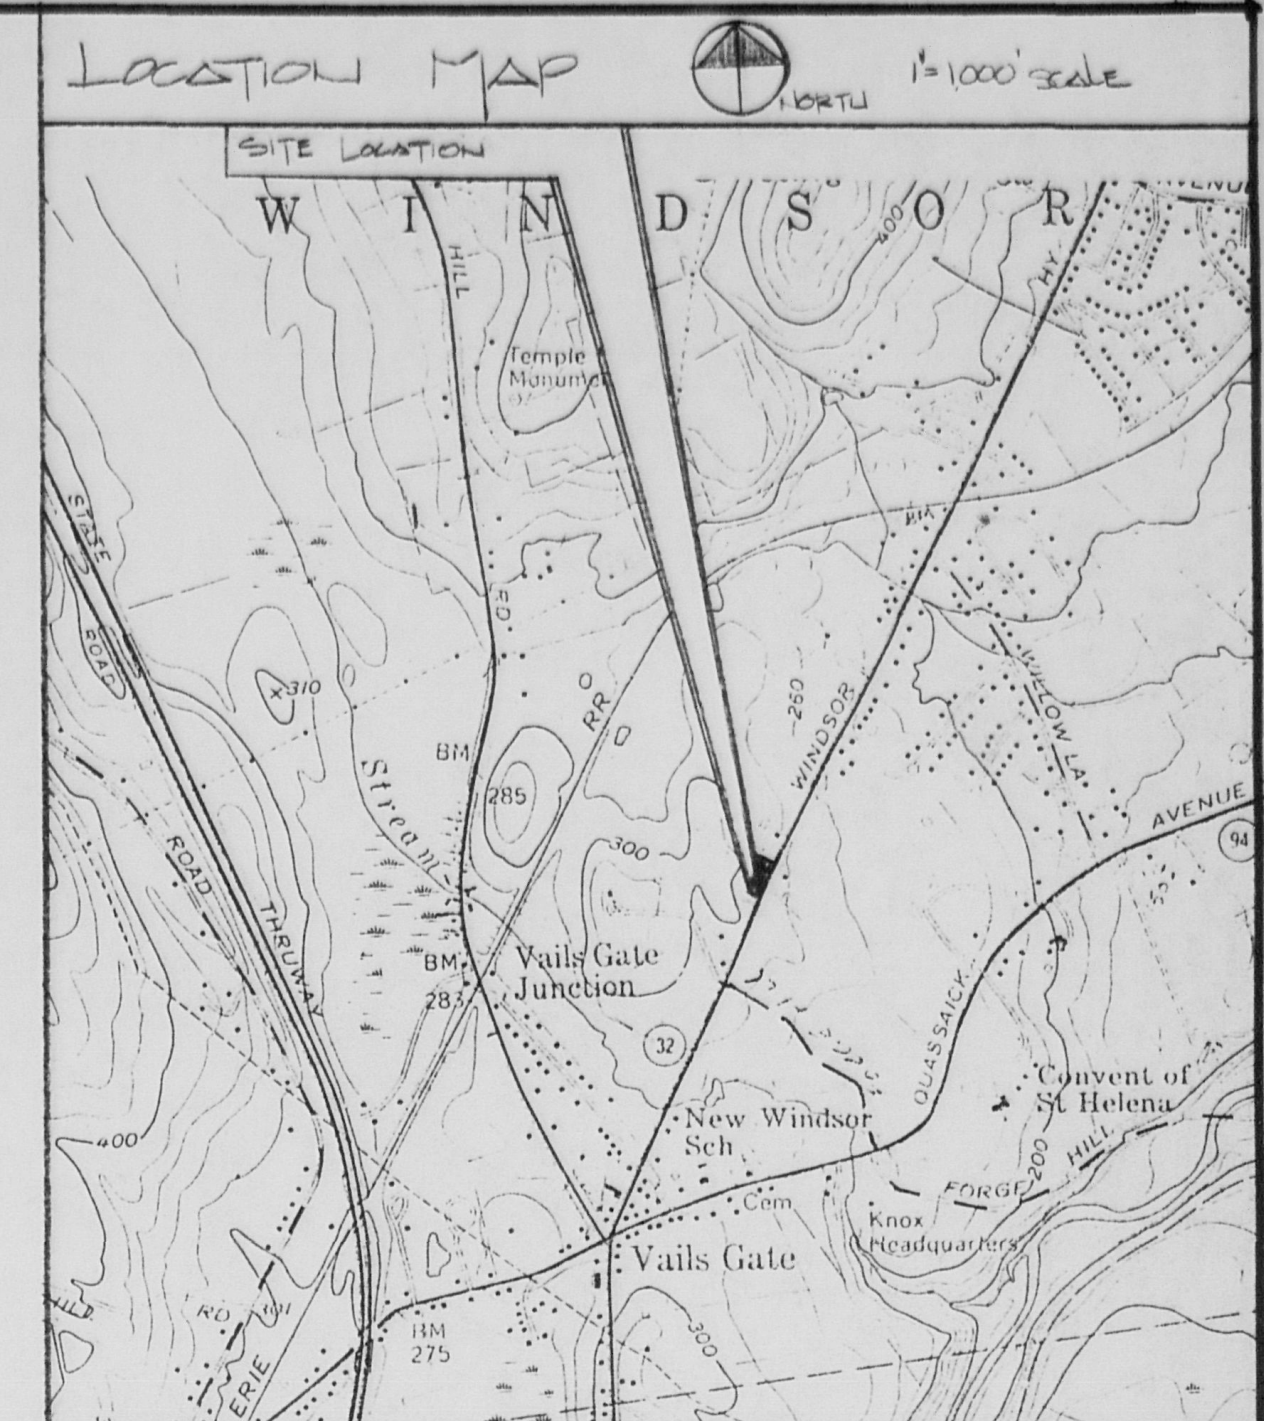 LOCATION MAP
NORTH
1"=1,000' SCALE
SITE LOCATION
W I N D S O R
AVENUE
400
HY
HILL
Temple
Monumen
STATE
ROAD
RD
310
WILLOW LA
260
WINDSOR
RR
BM
285
Stream
300
AVENUE
94
ROAD
THRUWAY
Vails Gate
Junction
BM
283
32
QUASSAICK
Convent of
St Helena
New Windsor
Sch
400
HILL
200
FORGE
Cem
Knox
Headquarters
Vails Gate
RD
301
BM
275
300
ERIE